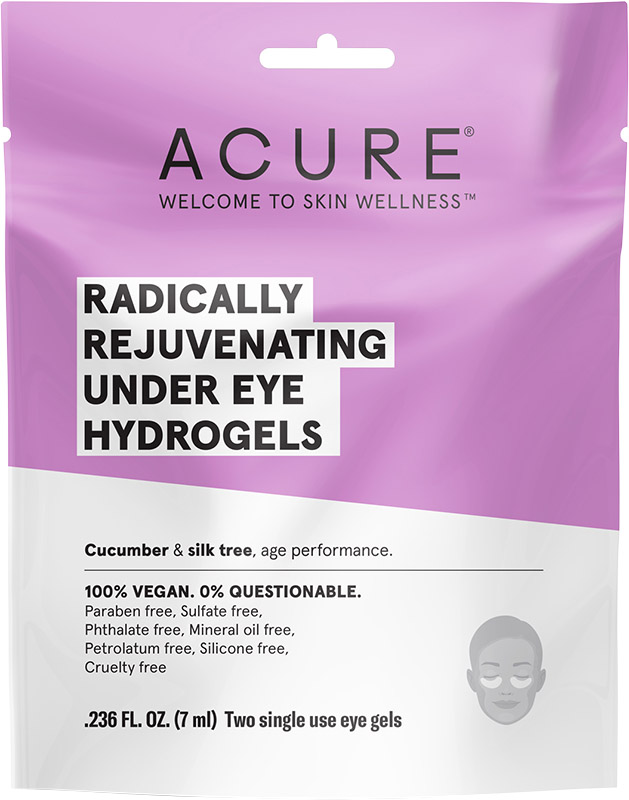 ACURE®
WELCOME TO SKIN WELLNESS™
RADICALLY
REJUVENATING
UNDER EYE
HYDROGELS
Cucumber & silk tree, age performance.
100% VEGAN. 0% QUESTIONABLE.
Paraben free, Sulfate free,
Phthalate free, Mineral oil free,
Petrolatum free, Silicone free,
Cruelty free
.236 FL. OZ. (7 ml) Two single use eye gels